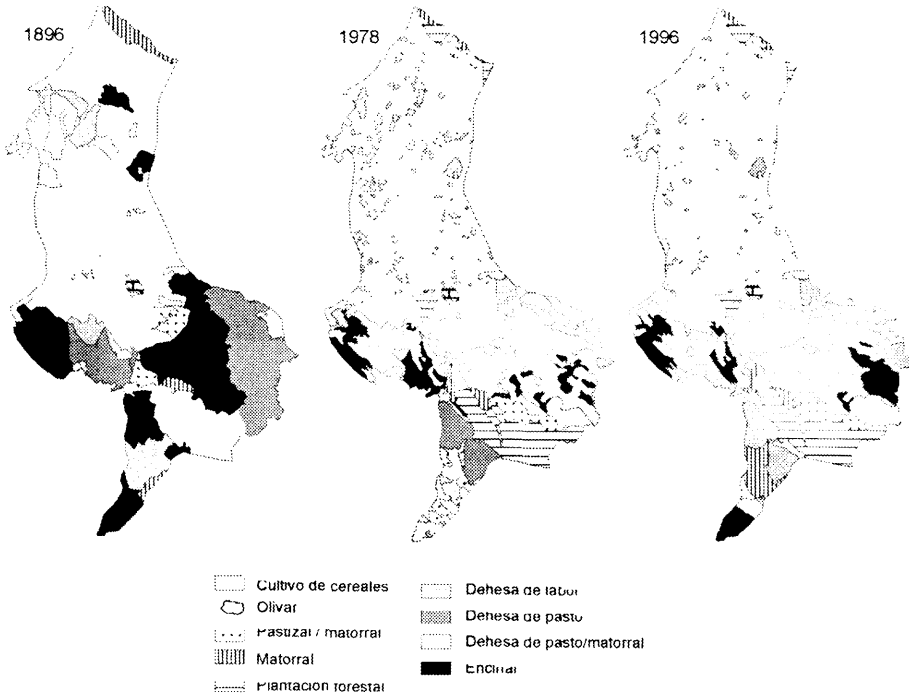 1896
1978
1996
Cultivo de cereales
Olivar
Pastizal / matorral
Matorral
Plantación forestal
Dehesa de labor
Dehesa de pasto
Dehesa de pasto/matorral
Encinar